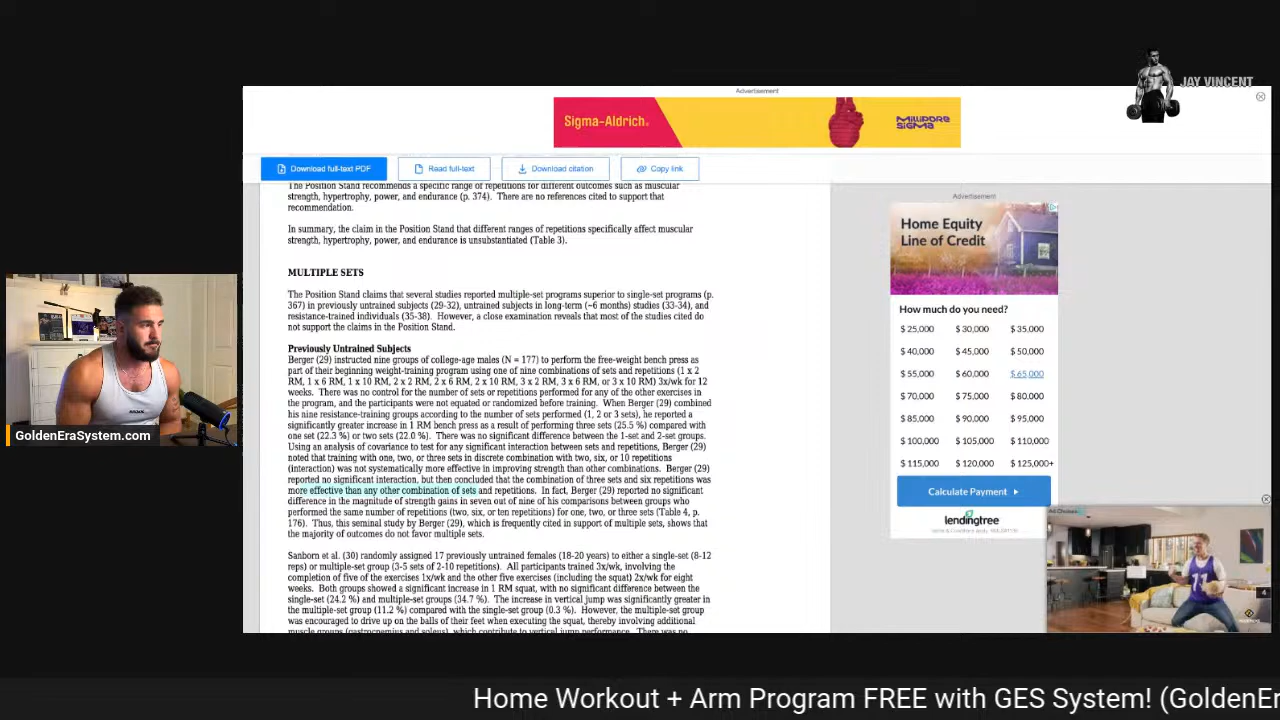 JAY VINCENT
Advertisement
Sigma-Aldrich.
MILLIPORE
SIGMA
Download full-text PDF
Read full-text
Download citation
Copy link
The Position Stand recommends a specific range of repetitions for different outcomes such as muscular
strength, hypertrophy, power, and endurance (p. 374). There are no references cited to support that
recommendation.
In summary, the claim in the Position Stand that different ranges of repetitions specifically affect muscular
strength, hypertrophy, power, and endurance is unsubstantiated (Table 3).
MULTIPLE SETS
The Position Stand claims that several studies reported multiple-set programs superior to single-set programs (p.
367) in previously untrained subjects (29-32), untrained subjects in long-term (~6 months) studies (33-34), and
resistance-trained individuals (35-38). However, a close examination reveals that most of the studies cited do
not support the claims in the Position Stand.
Previously Untrained Subjects
Berger (29) instructed nine groups of college-age males (N = 177) to perform the free-weight bench press as
part of their beginning weight-training program using one of nine combinations of sets and repetitions (1 x 2
RM, 1 x 6 RM, 1 x 10 RM, 2 x 2 RM, 2 x 6 RM, 2 x 10 RM, 3 x 2 RM, 3 x 6 RM, or 3 x 10 RM) 3x/wk for 12
weeks. There was no control for the number of sets or repetitions performed for any of the other exercises in
the program, and the participants were not equated or randomized before training. When Berger (29) combined
his nine resistance-training groups according to the number of sets performed (1, 2 or 3 sets), he reported a
significantly greater increase in 1 RM bench press as a result of performing three sets (25.5 %) compared with
one set (22.3 %) or two sets (22.0 %). There was no significant difference between the 1-set and 2-set groups.
Using an analysis of covariance to test for any significant interaction between sets and repetitions, Berger (29)
noted that training with one, two, or three sets in discrete combination with two, six, or 10 repetitions
(interaction) was not systematically more effective in improving strength than other combinations. Berger (29)
reported no significant interaction, but then concluded that the combination of three sets and six repetitions was
more effective than any other combination of sets and repetitions. In fact, Berger (29) reported no significant
difference in the magnitude of strength gains in seven out of nine of his comparisons between groups who
performed the same number of repetitions (two, six, or ten repetitions) for one, two, or three sets (Table 4, p.
176). Thus, this seminal study by Berger (29), which is frequently cited in support of multiple sets, shows that
the majority of outcomes do not favor multiple sets.
Sanborn et al. (30) randomly assigned 17 previously untrained females (18-20 years) to either a single-set (8-12
reps) or multiple-set group (3-5 sets of 2-10 repetitions). All participants trained 3x/wk, involving the
completion of five of the exercises 1x/wk and the other five exercises (including the squat) 2x/wk for eight
weeks. Both groups showed a significant increase in 1 RM squat, with no significant difference between the
single-set (24.2 %) and multiple-set groups (34.7 %). The increase in vertical jump was significantly greater in
the multiple-set group (11.2 %) compared with the single-set group (0.3 %). However, the multiple-set group
was encouraged to drive up on the balls of their feet when executing the squat, thereby involving additional
muscle groups (gastrocnemius and soleus), which contribute to vertical jump performance. There was no
Advertisement
Home Equity
Line of Credit
How much do you need?
$ 25,000 $ 30,000 $ 35,000
$ 40,000 $ 45,000 $ 50,000
$ 55,000 $ 60,000 $ 65,000
$ 70,000 $ 75,000 $ 80,000
$ 85,000 $ 90,000 $ 95,000
$ 100,000 $ 105,000 $ 110,000
$ 115,000 $ 120,000 $ 125,000+
Calculate Payment
lendingtree
Ad Choices
GoldenEraSystem.com
Home Workout + Arm Program FREE with GES System! (GoldenEr